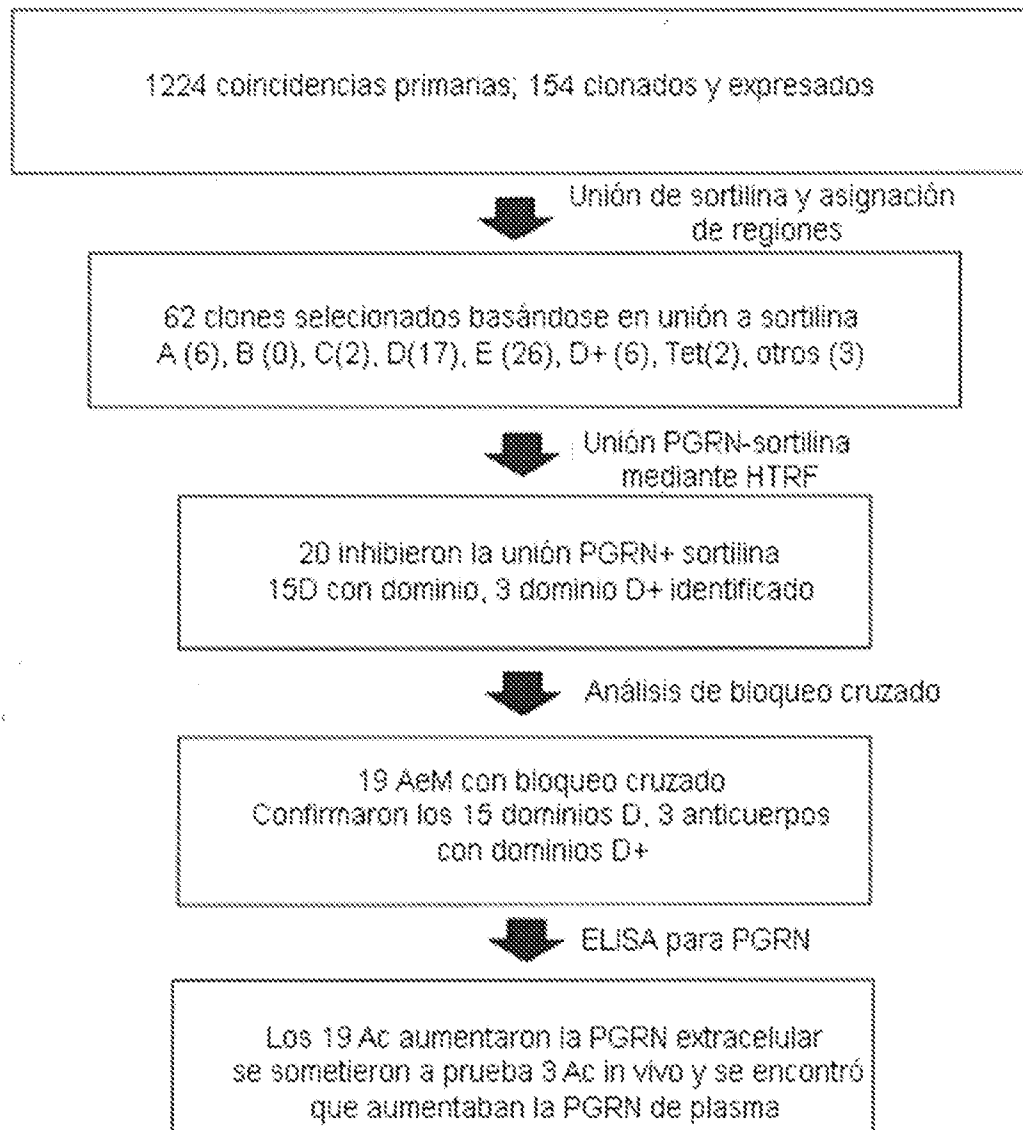 1224 coincidencias primarias; 154 clonados y expresados
Unión de sortilina y asignación
de regiones
62 clones selecionados basándose en unión a sortilina
A (6), B (0), C(2), D(17), E (26), D+ (6), Tet(2), otros (3)
Unión PGRN-sortilina
mediante HTRF
20 inhibieron la unión PGRN+ sortilina
15D con dominio, 3 dominio D+ identificado
Análisis de bloqueo cruzado
19 AeM con bloqueo cruzado
Confirmaron los 15 dominios D, 3 anticuerpos
con dominios D+
ELISA para PGRN
Los 19 Ac aumentaron la PGRN extracelular
se sometieron a prueba 3 Ac in vivo y se encontró
que aumentaban la PGRN de plasma